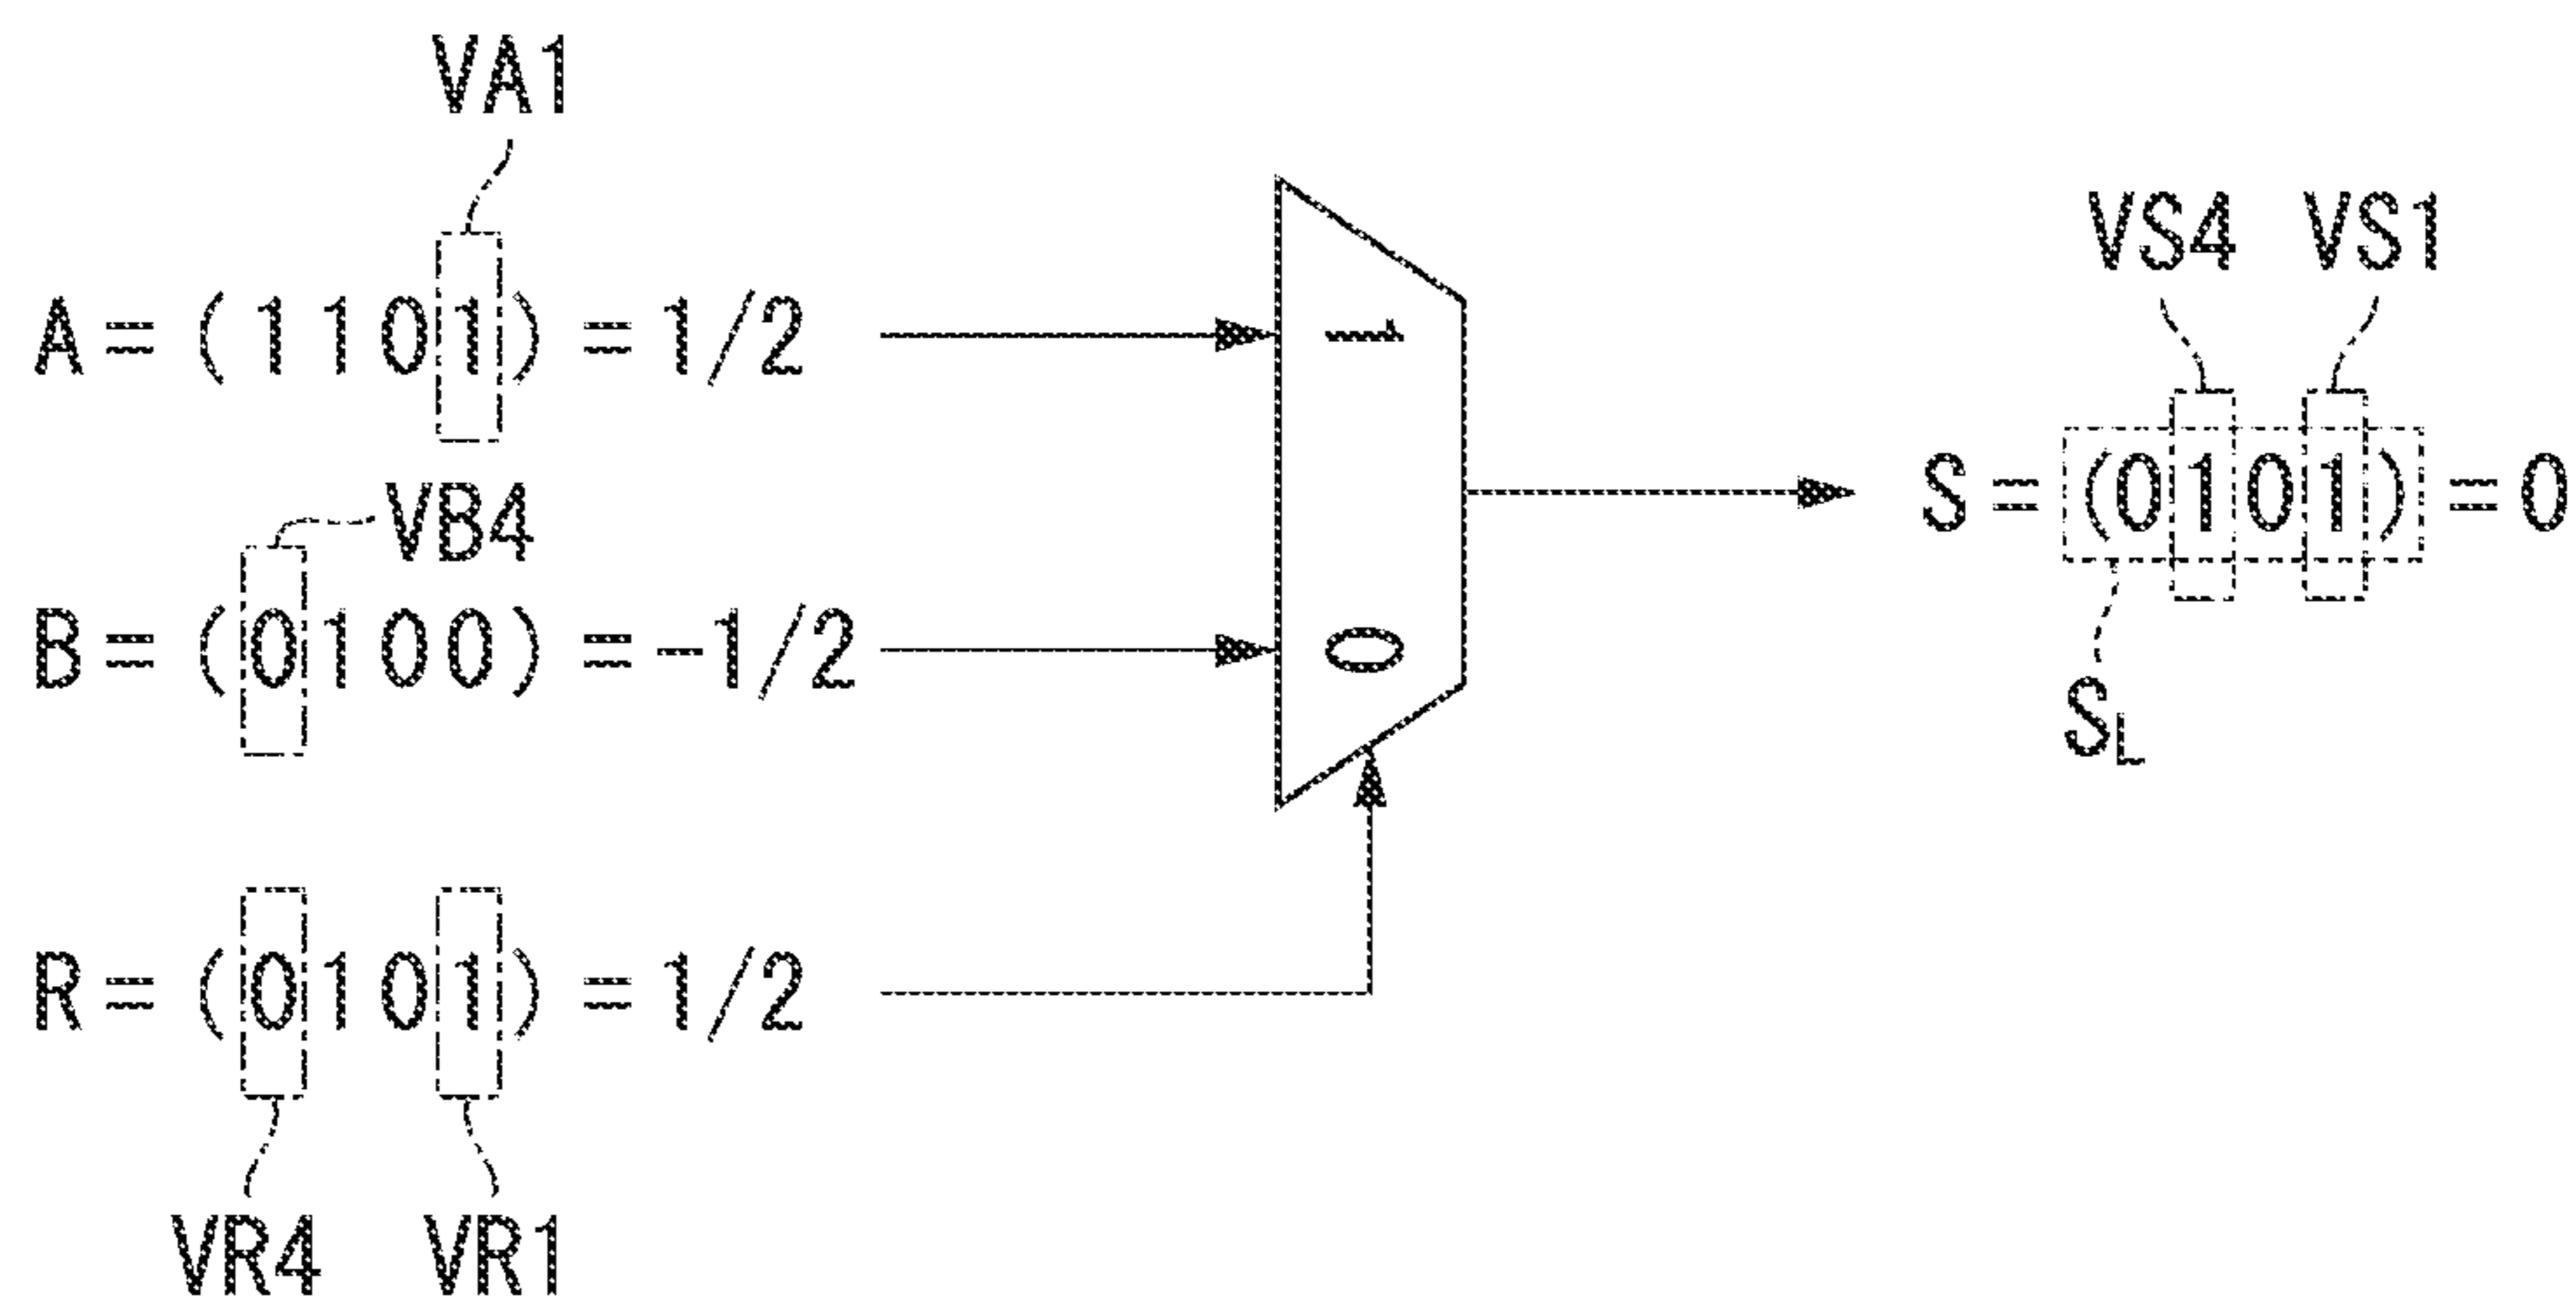 VA1
A=(1101)=1/2
VS4 VS1
1
S=(0101)=0
VB4
B=(0100)=-1/2
0
SL
R=(0101)=1/2
VR4 VR1